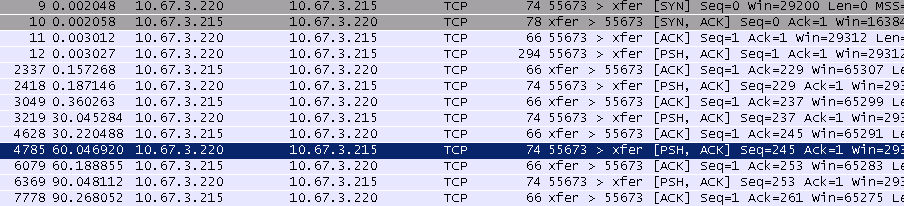 9 0.002048 10.67.3.215 10.67.3.220 TCP 74 55673 > xfer [SYN] Seq=0 Win=29200 Len=0 MSS=
10 0.002058 10.67.3.220 10.67.3.215 TCP 78 xfer > 55673 [SYN, ACK] Seq=0 Ack=1 Win=16384
11 0.003012 10.67.3.215 10.67.3.220 TCP 66 55673 > xfer [ACK] Seq=1 Ack=1 Win=29312
12 0.003027 10.67.3.215 10.67.3.220 TCP 294 55673 > xfer [PSH, ACK] Seq=1 Ack=1 Win=29312
2337 0.157268 10.67.3.220 10.67.3.215 TCP 66 xfer > 55673 [ACK] Seq=1 Ack=229 Win=65307
2418 0.187146 10.67.3.215 10.67.3.220 TCP 74 55673 > xfer [PSH, ACK] Seq=229 Ack=1 Win=293
3049 0.360263 10.67.3.220 10.67.3.215 TCP 66 xfer > 55673 [ACK] Seq=1 Ack=237 Win=65299
3219 30.045284 10.67.3.215 10.67.3.220 TCP 74 55673 > xfer [PSH, ACK] Seq=237 Ack=1 Win=293
4628 30.220488 10.67.3.220 10.67.3.215 TCP 66 xfer > 55673 [ACK] Seq=1 Ack=245 Win=65291
4785 60.046920 10.67.3.215 10.67.3.220 TCP 74 55673 > xfer [PSH, ACK] Seq=245 Ack=1 Win=293
6079 60.188855 10.67.3.220 10.67.3.215 TCP 66 xfer > 55673 [ACK] Seq=1 Ack=253 Win=65283
6369 90.048112 10.67.3.215 10.67.3.220 TCP 74 55673 > xfer [PSH, ACK] Seq=253 Ack=1 Win=293
7778 90.268052 10.67.3.220 10.67.3.215 TCP 66 xfer > 55673 [ACK] Seq=1 Ack=261 Win=65275